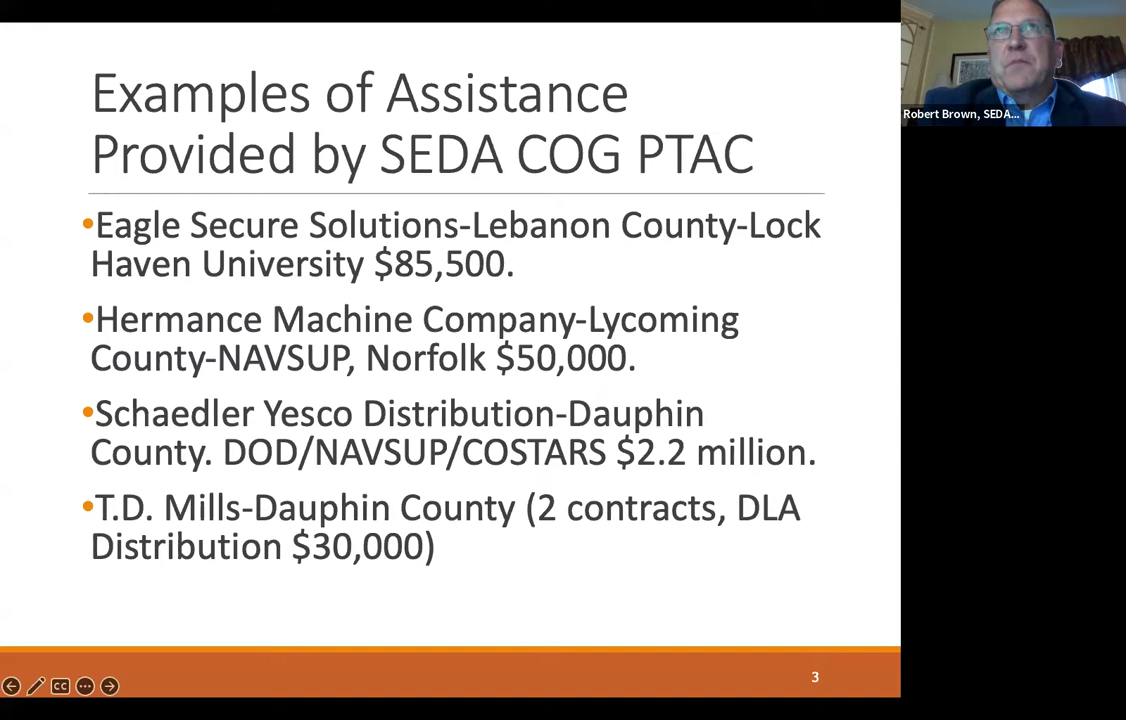 Examples of Assistance
Provided by SEDA COG PTAC
•Eagle Secure Solutions-Lebanon County-Lock
Haven University $85,500.
•Hermance Machine Company-Lycoming
County-NAVSUP, Norfolk $50,000.
•Schaedler Yesco Distribution-Dauphin
County. DOD/NAVSUP/COSTARS $2.2 million.
•T.D. Mills-Dauphin County (2 contracts, DLA
Distribution $30,000)
3
CC
Robert Brown, SEDA...